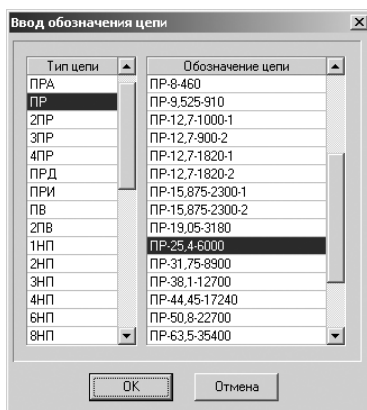 Ввод обозначения цепи
Тип цепи
ПРА
ПР
2ПР
3ПР
4ПР
ПРД
ПРИ
ПВ
2ПВ
1НП
2НП
3НП
4НП
6НП
8НП
Обозначение цепи
ПР-8-460
ПР-9,525-910
ПР-12,7-1000-1
ПР-12,7-900-2
ПР-12,7-1820-1
ПР-12,7-1820-2
ПР-15,875-2300-1
ПР-15,875-2300-2
ПР-19,05-3180
ПР-25,4-6000
ПР-31,75-8900
ПР-38,1-12700
ПР-44,45-17240
ПР-50,8-22700
ПР-63,5-35400
OK
Отмена